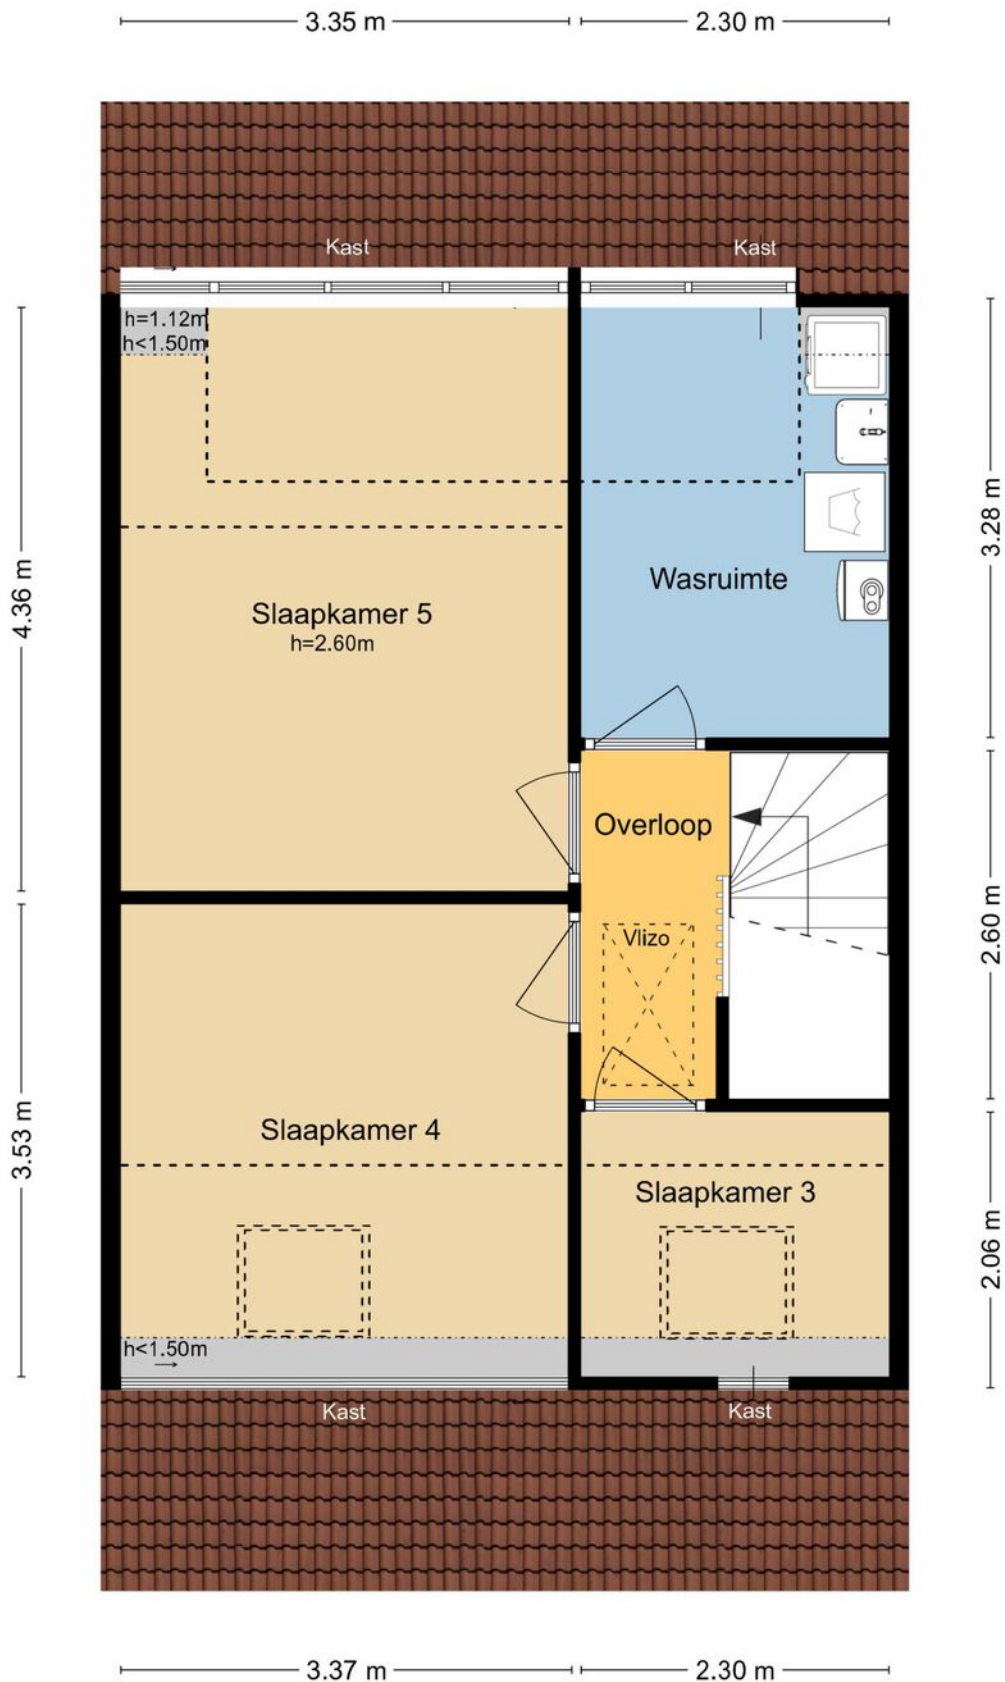 3.35 m
2.30 m
Kast
Kast
h=1.12m
h<1.50m
3.28 m
4.36 m
Wasruimte
Slaapkamer 5
h=2.60m
Overloop
Vlizo
2.60 m
3.53 m
Slaapkamer 4
Slaapkamer 3
2.06 m
h<1.50m
Kast
Kast
3.37 m
2.30 m